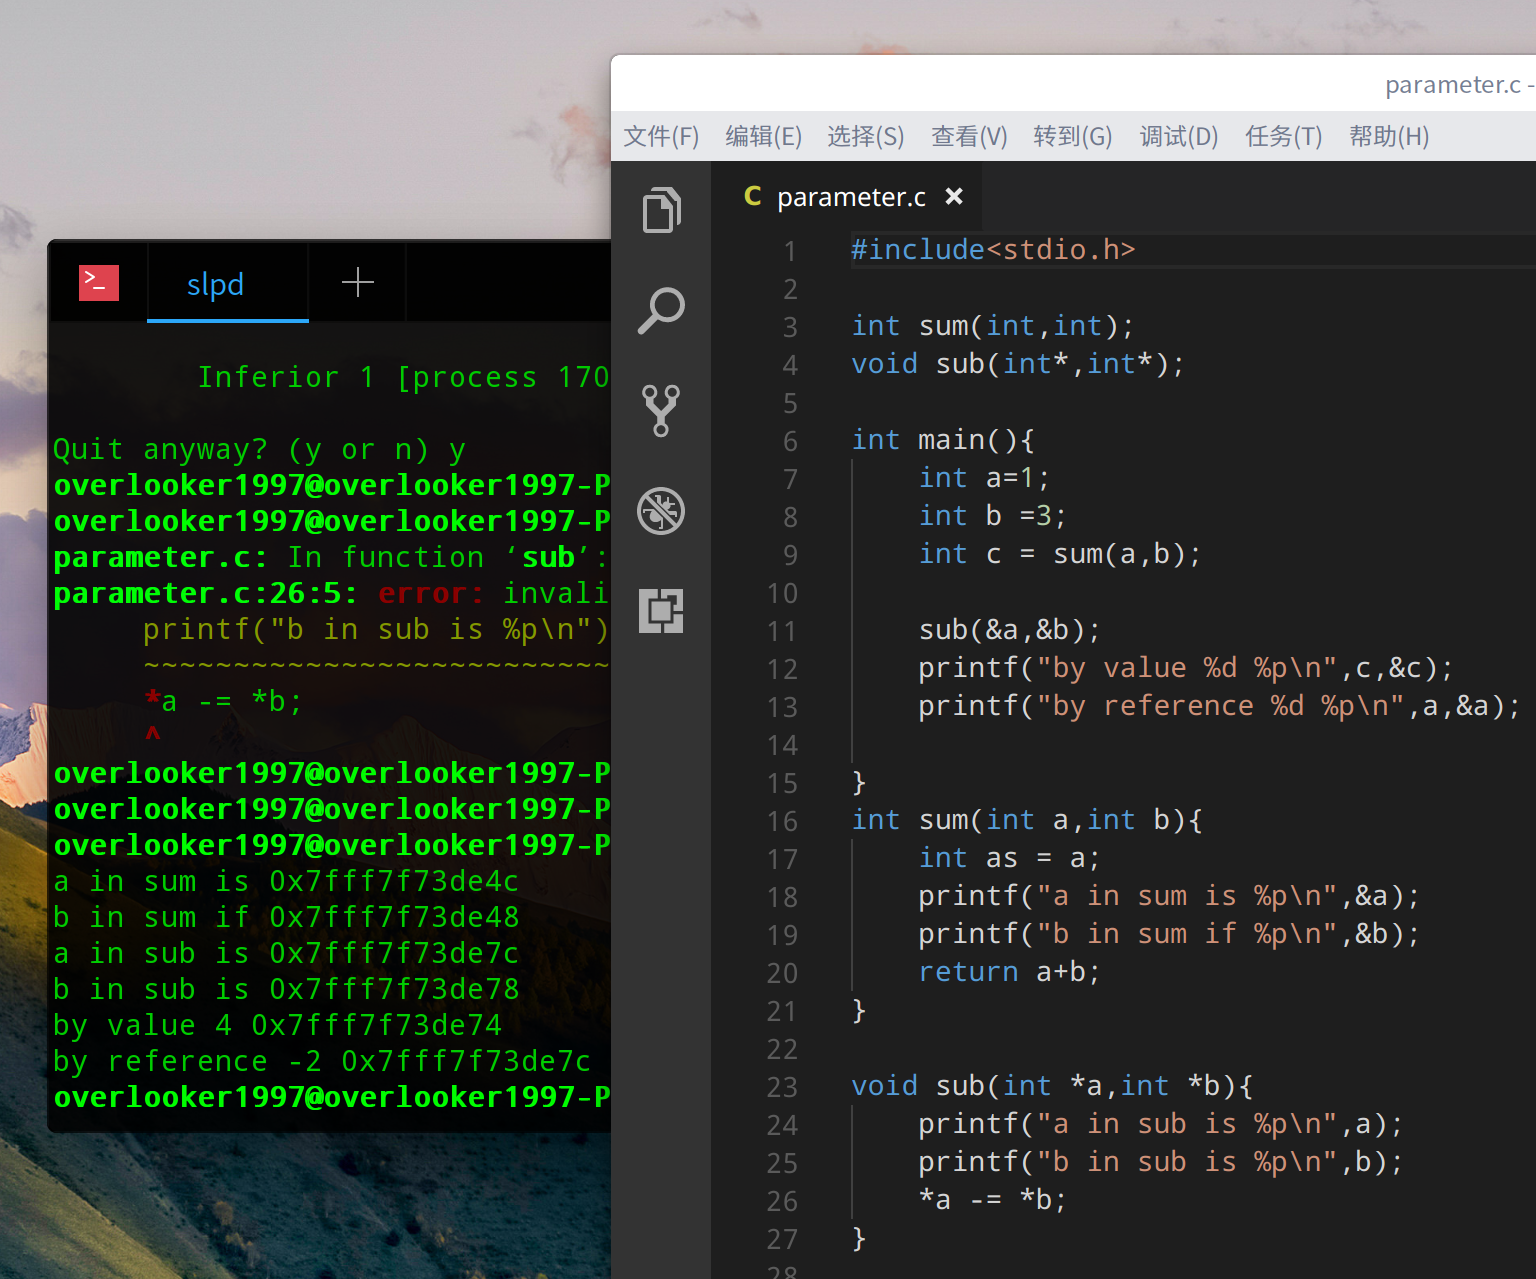 slpd
Inferior 1 [process 170
Quit anyway? (y or n) y
overlooker1997@overlooker1997-P
overlooker1997@overlooker1997-P
parameter.c: In function ‘sub’:
parameter.c:26:5: error: invali
printf("b in sub is %p\n")
~~~~~~~~~~~~~~~~~~~~~~~~~~
*a -= *b;
^
overlooker1997@overlooker1997-P
overlooker1997@overlooker1997-P
overlooker1997@overlooker1997-P
a in sum is 0x7fff7f73de4c
b in sum if 0x7fff7f73de48
a in sub is 0x7fff7f73de7c
b in sub is 0x7fff7f73de78
by value 4 0x7fff7f73de74
by reference -2 0x7fff7f73de7c
overlooker1997@overlooker1997-P
parameter.c -
文件(F) 编辑(E) 选择(S) 查看(V) 转到(G) 调试(D) 任务(T) 帮助(H)
C parameter.c ×
1 #include<stdio.h>
2
3 int sum(int,int);
4 void sub(int*,int*);
5
6 int main(){
7 int a=1;
8 int b =3;
9 int c = sum(a,b);
10
11 sub(&a,&b);
12 printf("by value %d %p\n",c,&c);
13 printf("by reference %d %p\n",a,&a);
14
15 }
16 int sum(int a,int b){
17 int as = a;
18 printf("a in sum is %p\n",&a);
19 printf("b in sum if %p\n",&b);
20 return a+b;
21 }
22
23 void sub(int *a,int *b){
24 printf("a in sub is %p\n",a);
25 printf("b in sub is %p\n",b);
26 *a -= *b;
27 }
28